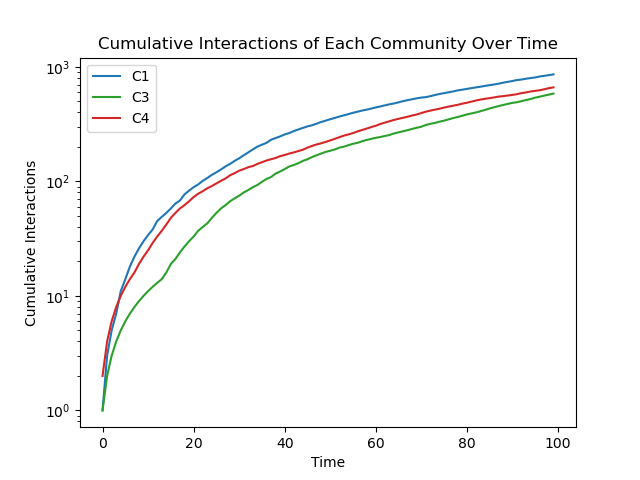 Cumulative Interactions of Each Community Over Time
C1
C3
C4
Cumulative Interactions
10³
10²
10¹
10⁰
0 20 40 60 80 100
Time